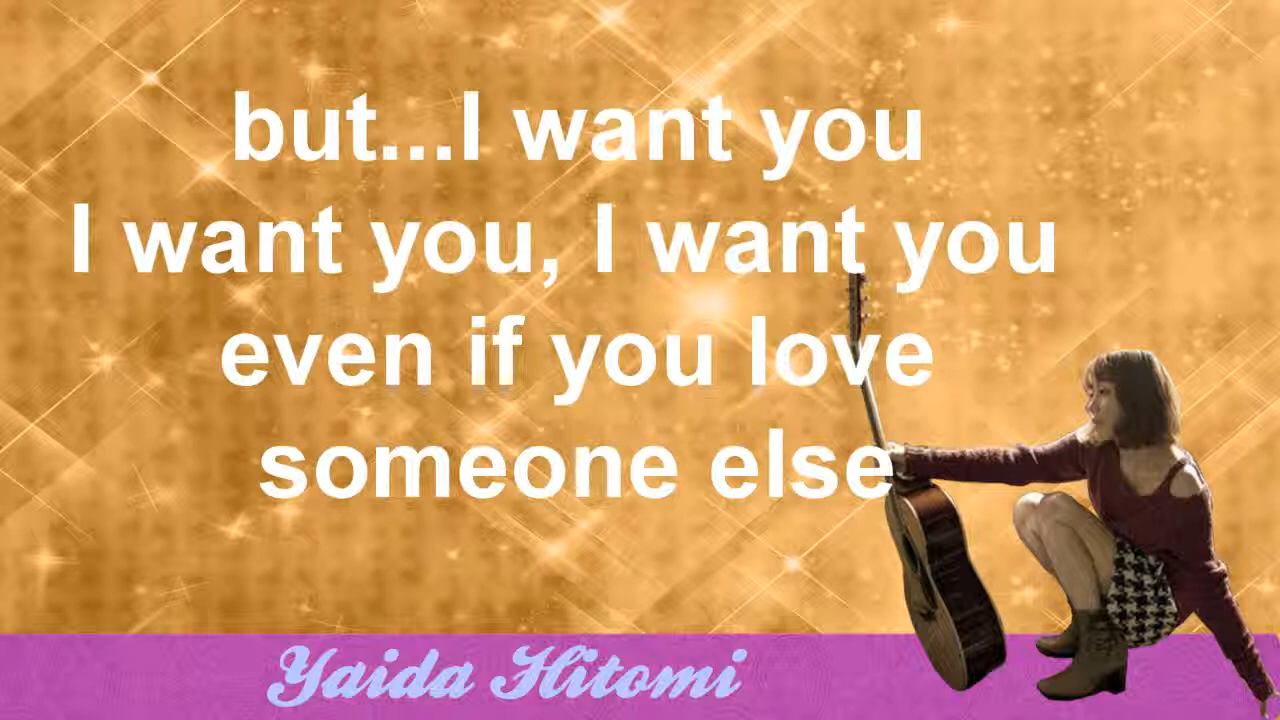 but...I want you
I want you, I want you
even if you love
someone else
Yaida Hitomi